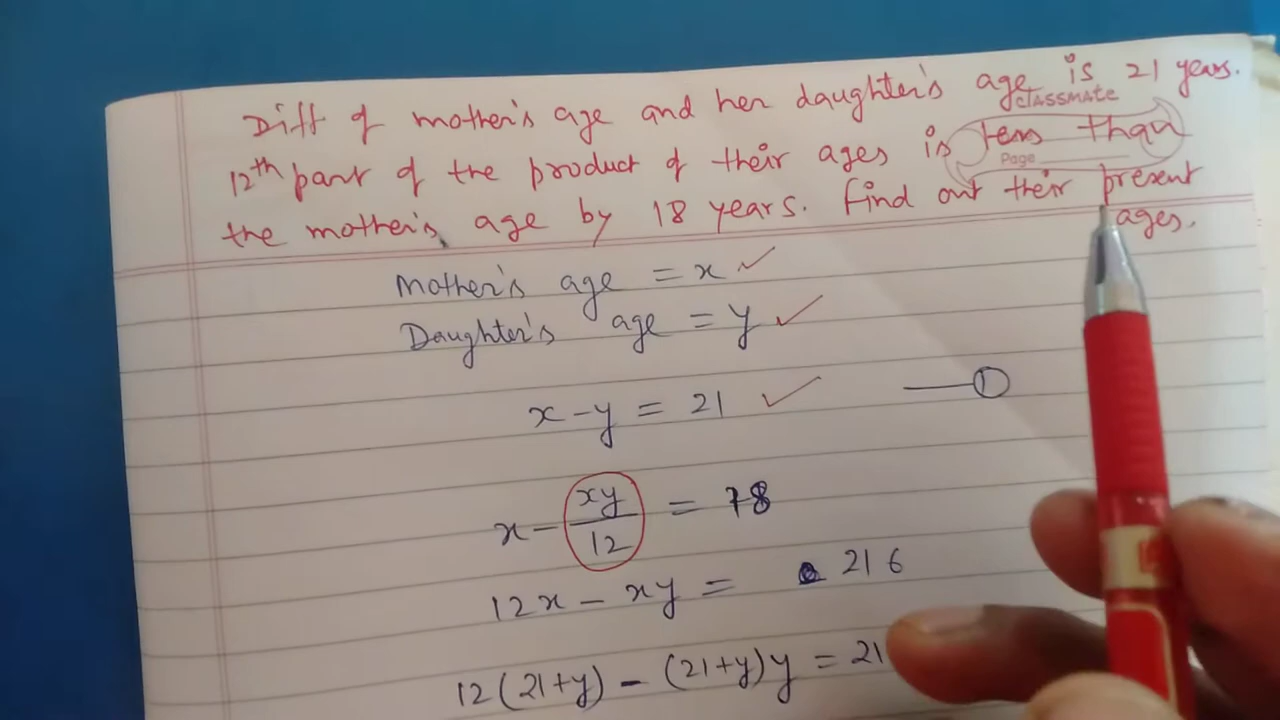 Diff of mother's age and her daughter's age is 21 years.
classmate
12th part of the product of their ages is less than
Page
the mother's age by 18 years. Find out their present
ages.
Mother's age = x ✓
Daughter's age = y ✓
x - y = 21 ✓ —①
x - xy/12 = 18
12x - xy = 216
12(21+y) - (21+y)y = 21